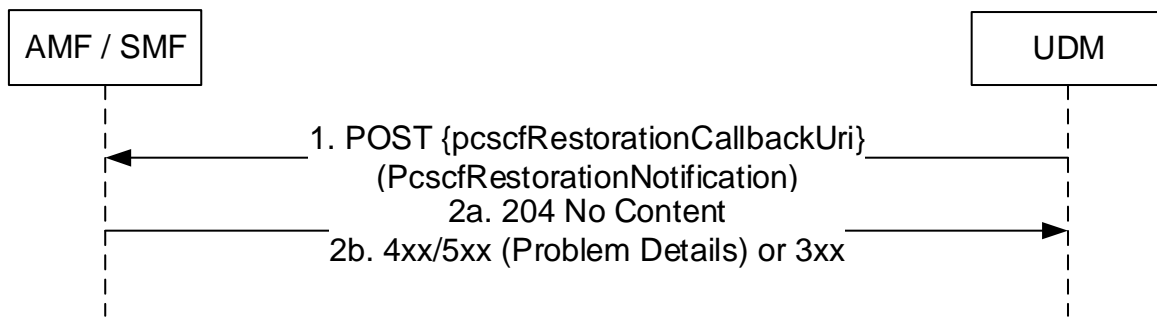 AMF / SMF
UDM
1. POST {pcscfRestorationCallbackUri}
(PcscfRestorationNotification)
2a. 204 No Content
2b. 4xx/5xx (Problem Details) or 3xx